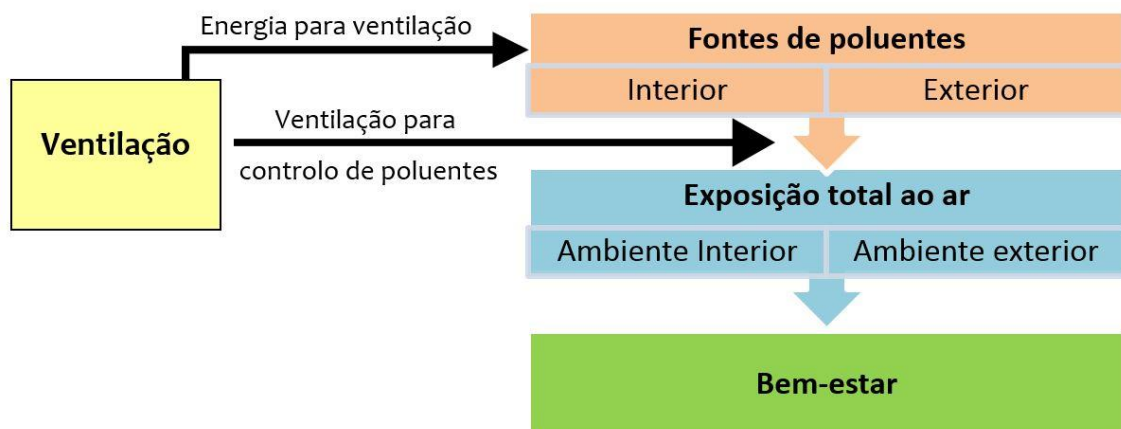 Energia para ventilação
Fontes de poluentes
Interior
Exterior
Ventilação
Ventilação para
controlo de poluentes
Exposição total ao ar
Ambiente Interior
Ambiente exterior
Bem-estar